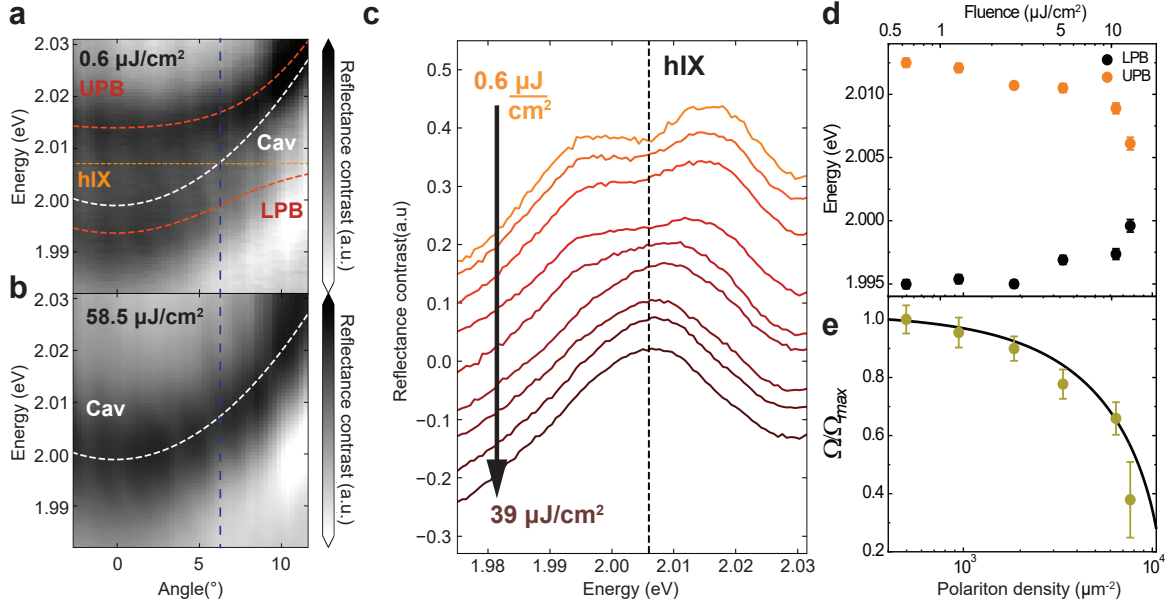 a
2.03
0.6 µJ/cm²
UPB
2.02
Cav
2.01
hIX
2.00
LPB
1.99
Energy (eV)
Reflectance contrast (a.u.)
b
2.03
58.5 µJ/cm²
2.02
Cav
2.01
2.00
1.99
Energy (eV)
Reflectance contrast (a.u.)
0 5 10
Angle(°)
c
hIX
0.6 µJ
cm²
0.5
0.4
0.3
0.2
0.1
0.0
−0.1
−0.2
−0.3
Reflectance contrast(a.u)
39 µJ/cm²
1.98 1.99 2.00 2.01 2.02 2.03
Energy (eV)
d
Fluence (µJ/cm²)
0.5 1 5 10
LPB
UPB
2.010
2.005
2.000
1.995
Energy (eV)
e
1.0
0.8
0.6
0.4
0.2
Ω/Ωmax
10³ 10⁴
Polariton density (µm⁻²)